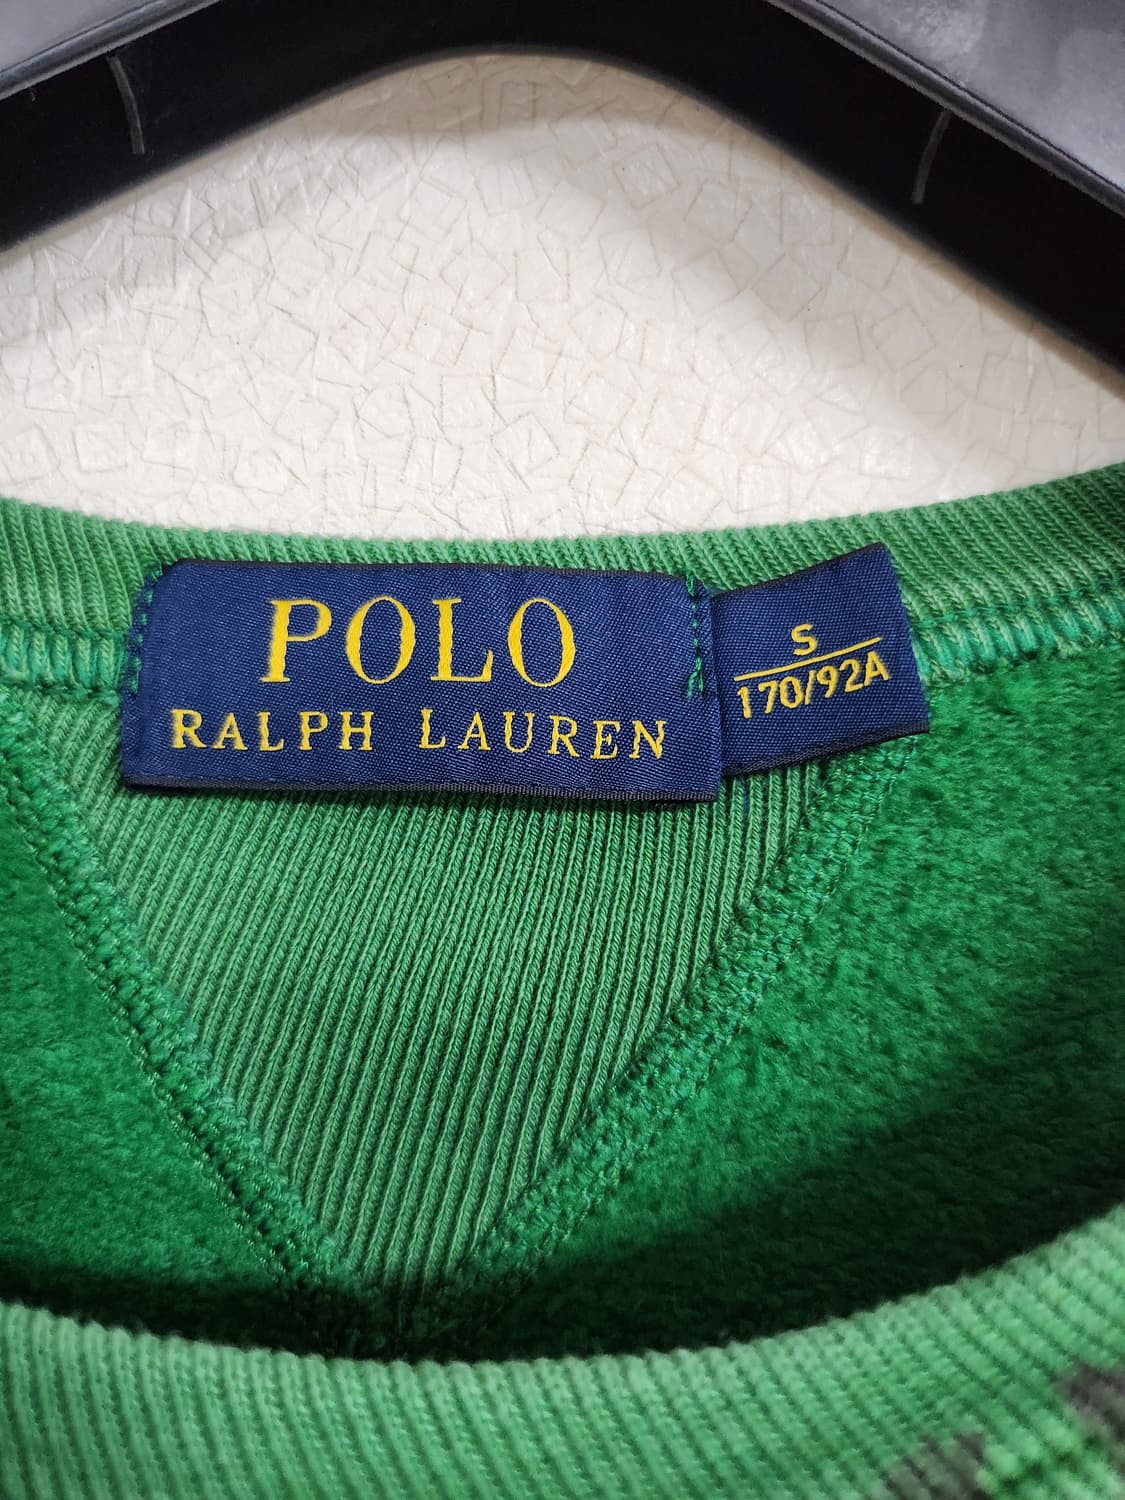 POLO
RALPH LAUREN
S
170/92A